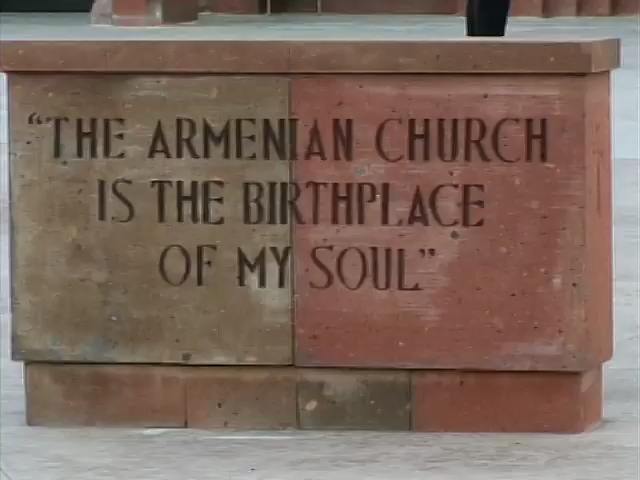 “THE ARMENIAN CHURCH
IS THE BIRTHPLACE
OF MY SOUL”